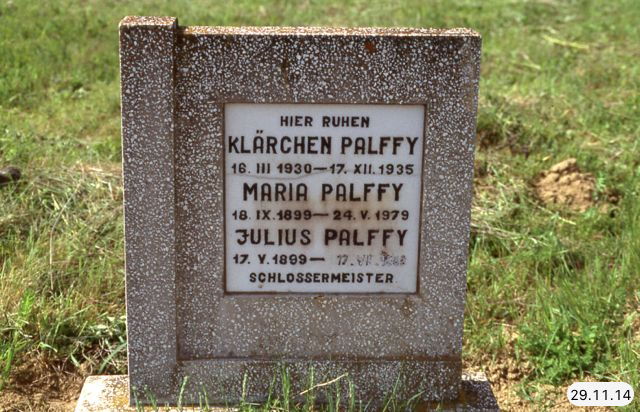 HIER RUHEN
KLÄRCHEN PALFFY
16. III 1930—17. XII. 1935
MARIA PALFFY
18. IX. 1899—24. V. 1979
JULIUS PALFFY
17. V. 1899—
SCHLOSSERMEISTER
29.11.14